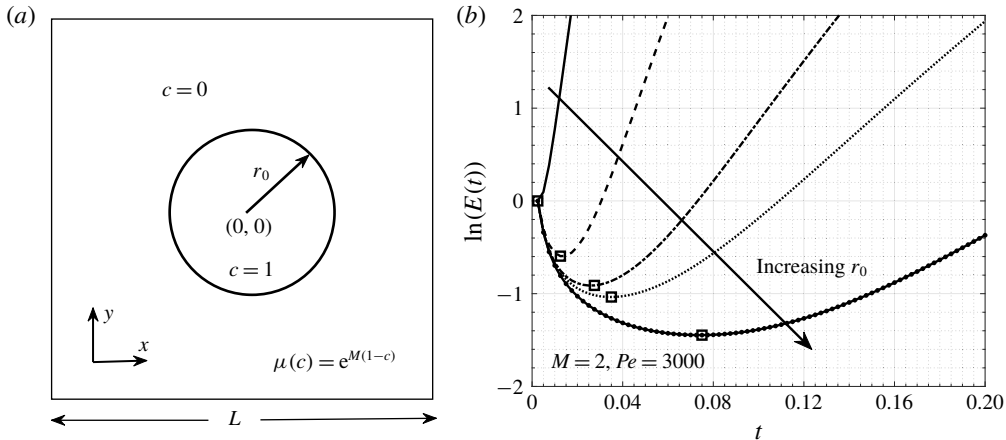 (a)
c = 0
r₀
(0, 0)
c = 1
y
x
μ(c) = e^{M(1−c)}
L
(b)
2
1
0
−1
−2
ln(E(t))
Increasing r₀
M = 2, Pe = 3000
0 0.04 0.08 0.12 0.16 0.20
t